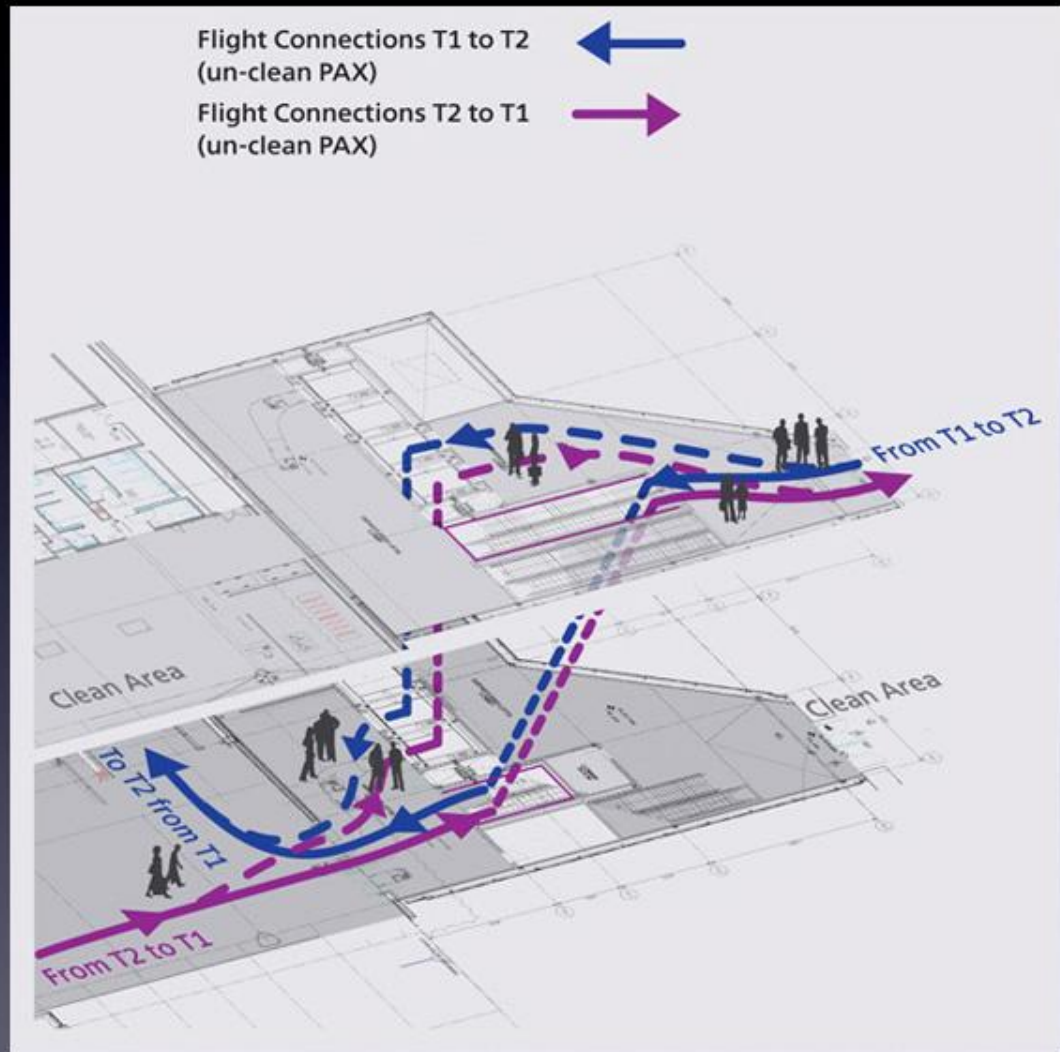 Flight Connections T1 to T2
(un-clean PAX)
Flight Connections T2 to T1
(un-clean PAX)
From T1 to T2
Clean Area
Clean Area
To T2 from T1
From T2 to T1